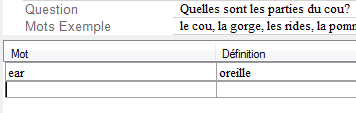 Question Quelles sont les parties du cou?
Mots Exemple le cou, la gorge, les rides, la
Mot Définition
ear oreille